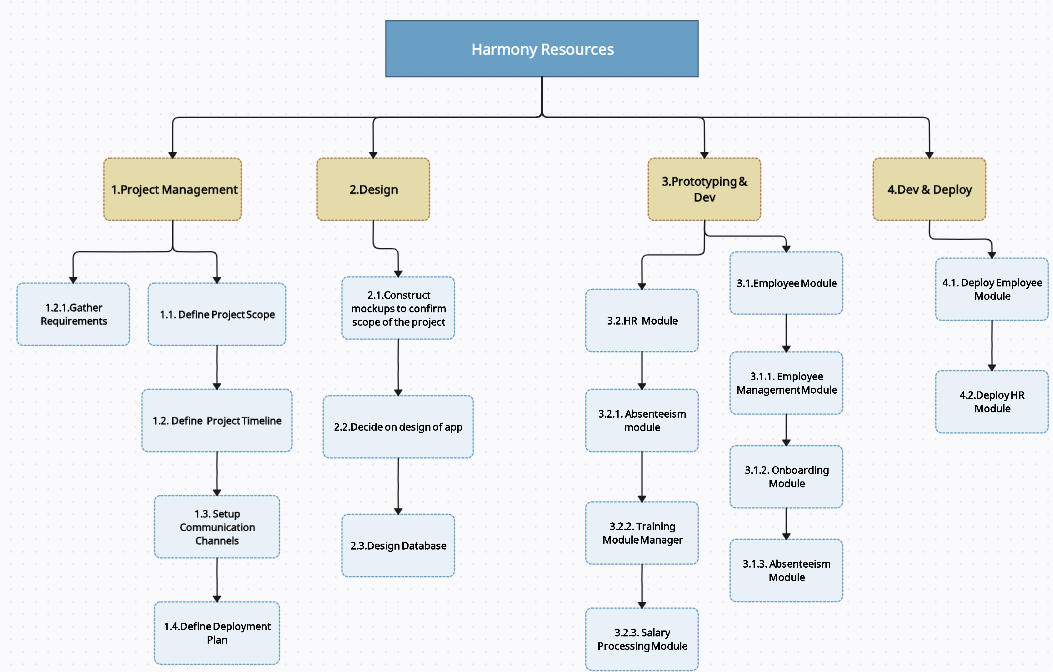 Harmony Resources
1.Project Management
2.Design
3.Prototyping &
Dev
4.Dev & Deploy
1.2.1.Gather
Requirements
1.1. Define Project Scope
1.2. Define Project Timeline
1.3. Setup
Communication
Channels
1.4.Define Deployment
Plan
2.1.Construct
mockups to confirm
scope of the project
2.2.Decide on design of app
2.3.Design Database
3.2.HR Module
3.2.1. Absenteeism
module
3.2.2. Training
Module Manager
3.2.3. Salary
Processing Module
3.1.Employee Module
3.1.1. Employee
Management Module
3.1.2. Onboarding
Module
3.1.3. Absenteeism
Module
4.1. Deploy Employee
Module
4.2.Deploy HR
Module